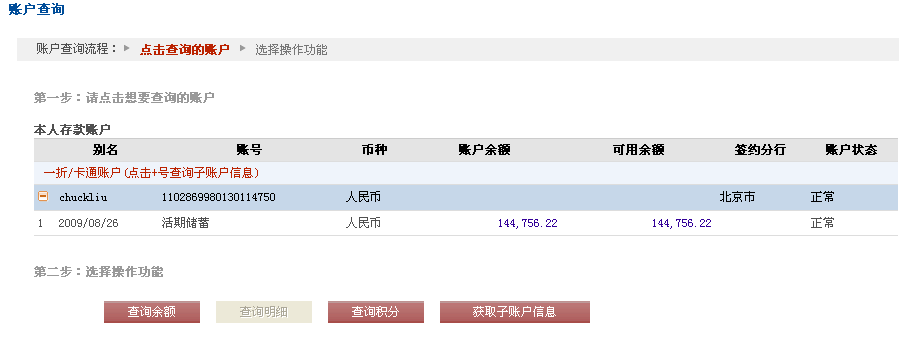 账户查询
账户查询流程： 点击查询的账户 选择操作功能
第一步：请点击想要查询的账户
本人存款账户
别名 账号 币种 账户余额 可用余额 签约分行 账户状态
一折/卡通账户(点击+号查询子账户信息)
chuckliu 1102869980130114750 人民币 北京市 正常
1 2009/08/26 活期储蓄 人民币 144,756.22 144,756.22 正常
第二步：选择操作功能
查询余额 查询明细 查询积分 获取子账户信息